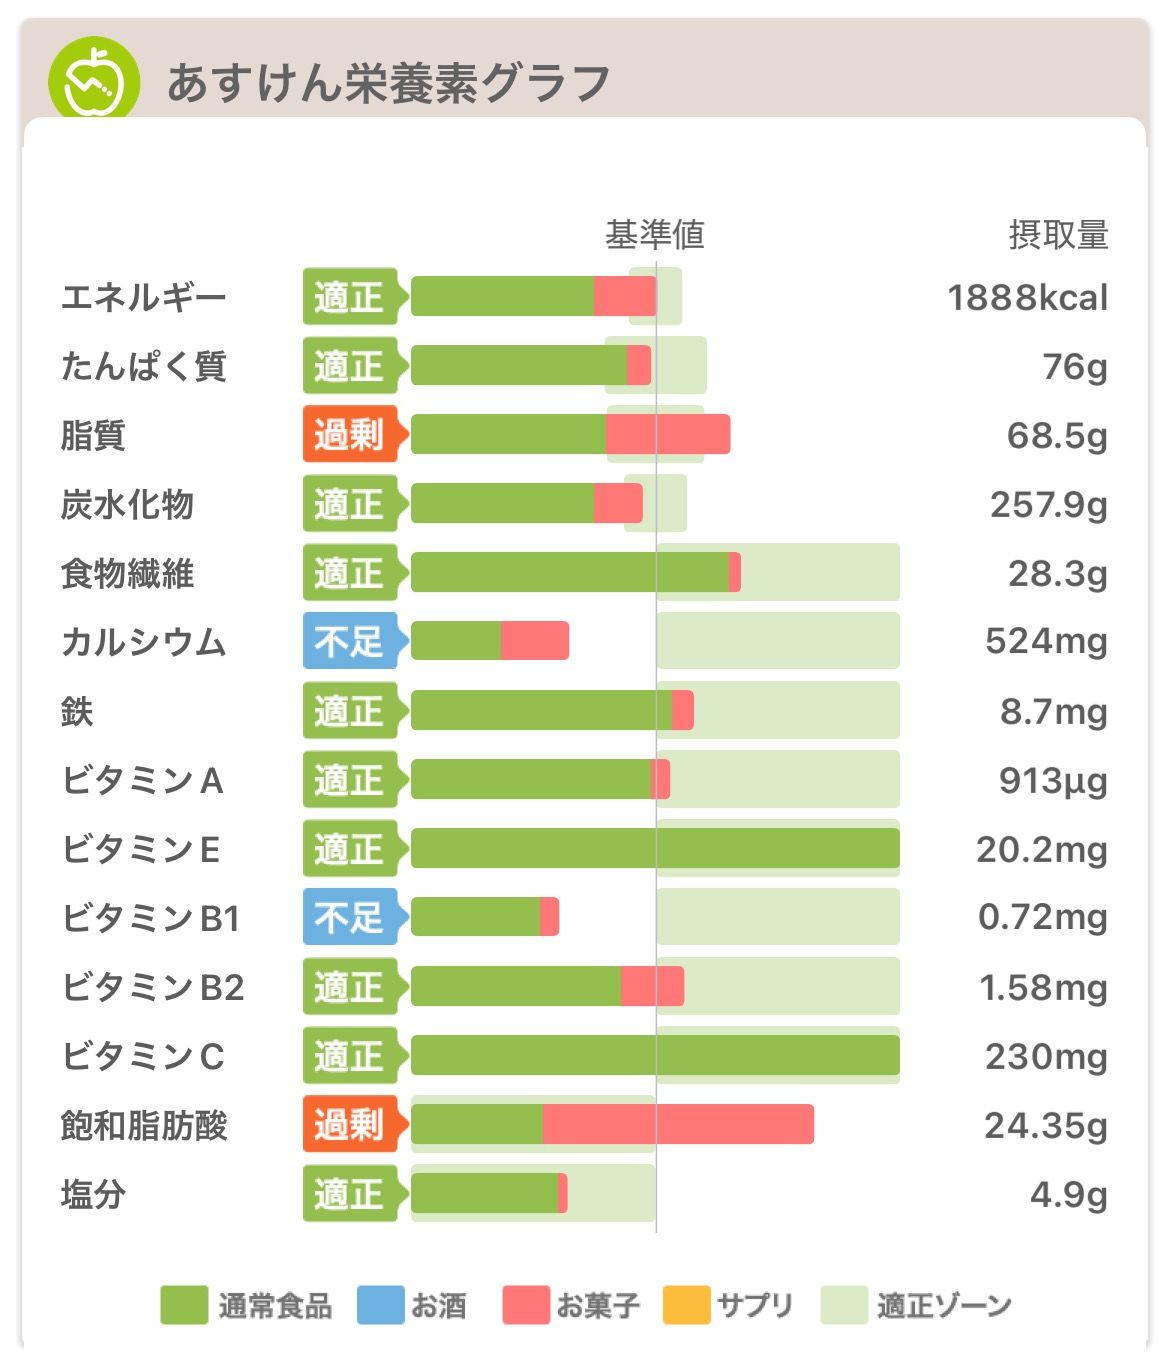 あすけん栄養素グラフ
基準値 摂取量
エネルギー 適正 1888kcal
たんぱく質 適正 76g
脂質 過剰 68.5g
炭水化物 適正 257.9g
食物繊維 適正 28.3g
カルシウム 不足 524mg
鉄 適正 8.7mg
ビタミンA 適正 913μg
ビタミンE 適正 20.2mg
ビタミンB1 不足 0.72mg
ビタミンB2 適正 1.58mg
ビタミンC 適正 230mg
飽和脂肪酸 過剰 24.35g
塩分 適正 4.9g
通常食品 お酒 お菓子 サプリ 適正ゾーン